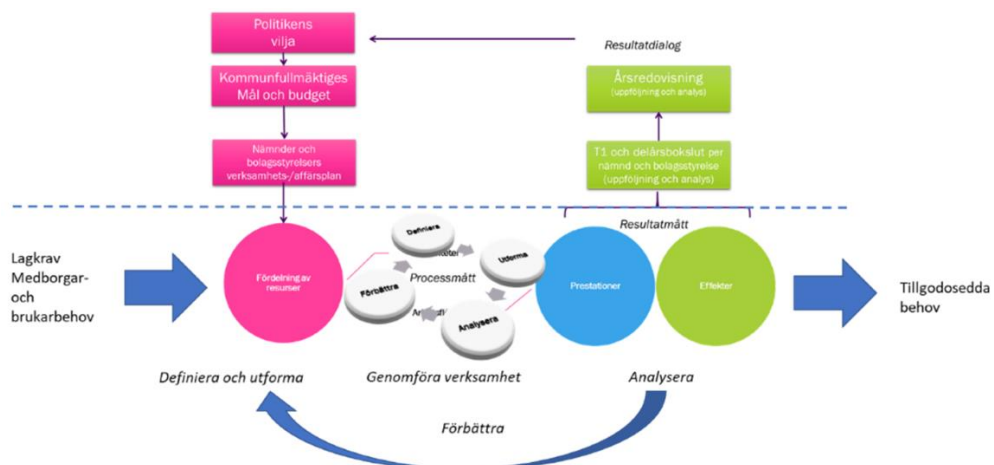 Politikens
vilja
Resultatdialog
Kommunfullmäktiges
Mål och budget
Årsredovisning
(uppföljning och analys)
Nämnder och
bolagsstyrelsers
verksamhets-/affärsplan
T1 och delårsbokslut per
nämnd och bolagsstyrelse
(uppföljning och analys)
Resultatmått
Lagkrav
Medborgar-
och
brukarbehov
Fördelning av
resurser
Definiera
Processmått
Utforma
Förbättra
Analysera
Prestationer
Effekter
Tillgodosedda
behov
Definiera och utforma
Genomföra verksamhet
Analysera
Förbättra